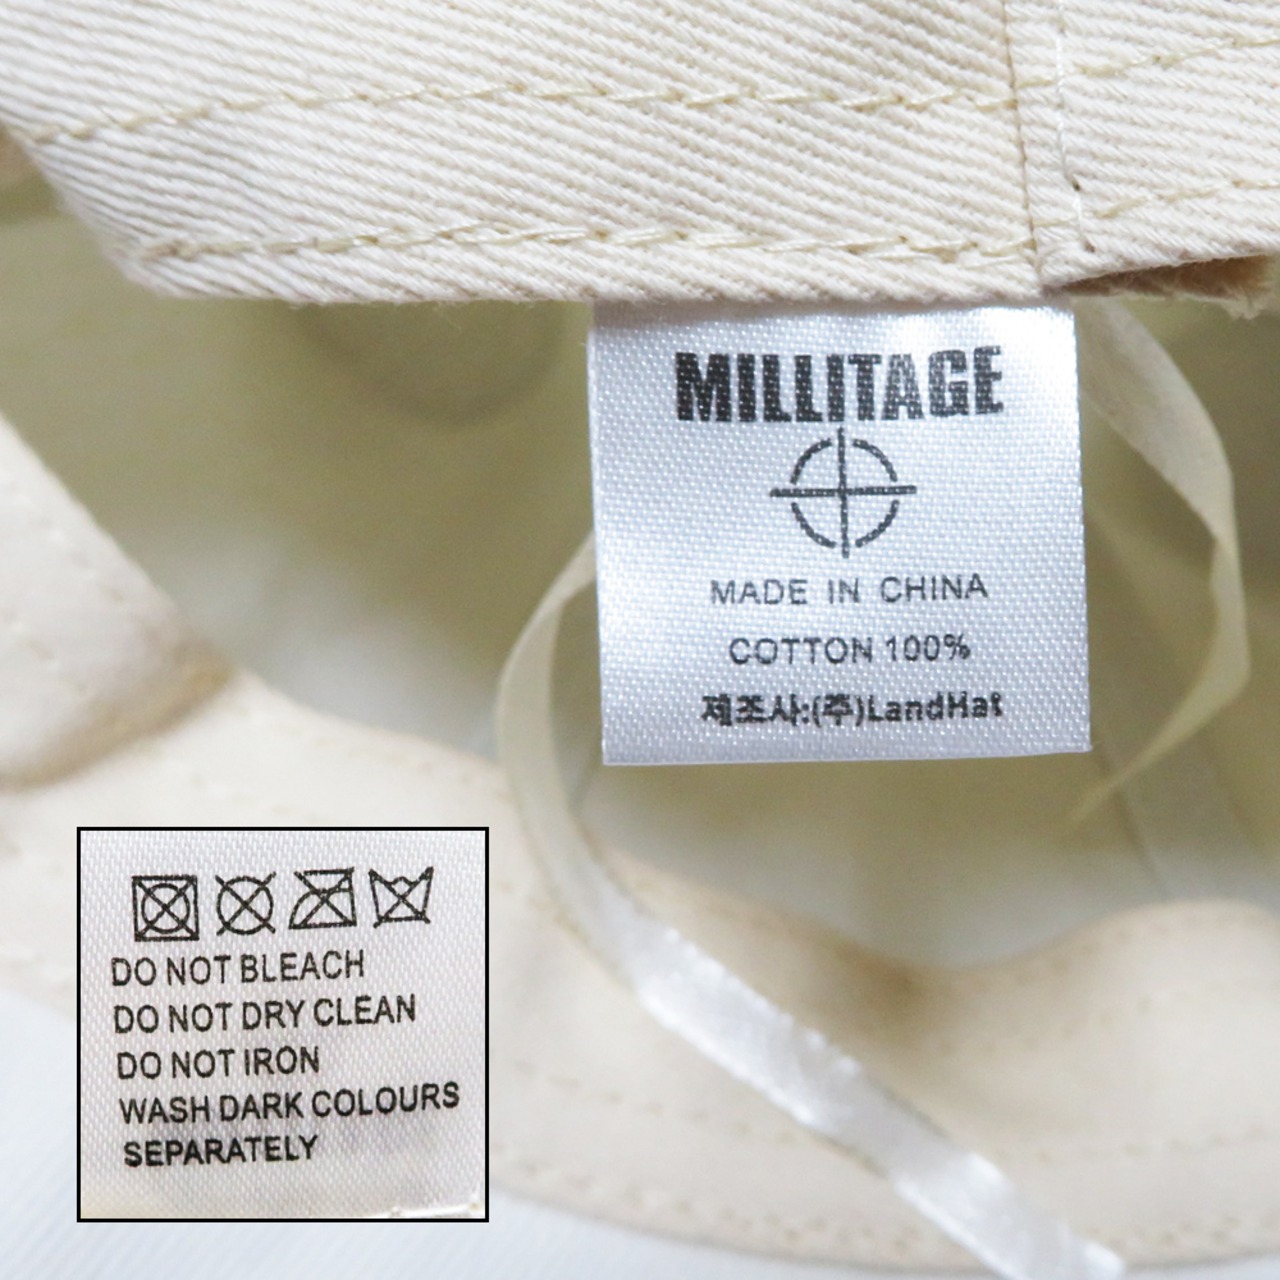 MILLITAGE
MADE IN CHINA
COTTON 100%
제조사:(주)LandHat
DO NOT BLEACH
DO NOT DRY CLEAN
DO NOT IRON
WASH DARK COLOURS
SEPARATELY